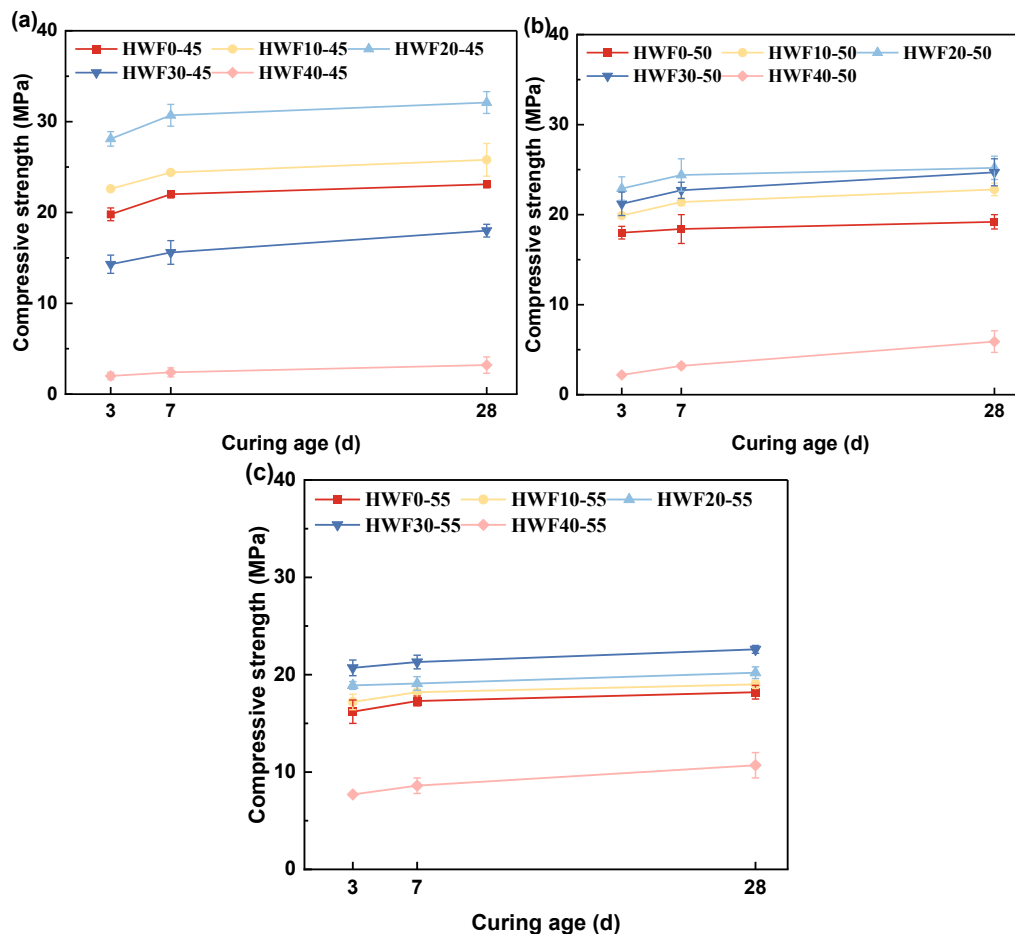 (a)
HWF0-45 HWF10-45 HWF20-45
HWF30-45 HWF40-45
Compressive strength (MPa)
40
30
20
10
0
3 7 28
Curing age (d)
(b)
HWF0-50 HWF10-50 HWF20-50
HWF30-50 HWF40-50
Compressive strength (MPa)
40
30
20
10
0
3 7 28
Curing age (d)
(c)
HWF0-55 HWF10-55 HWF20-55
HWF30-55 HWF40-55
Compressive strength (MPa)
40
30
20
10
0
3 7 28
Curing age (d)